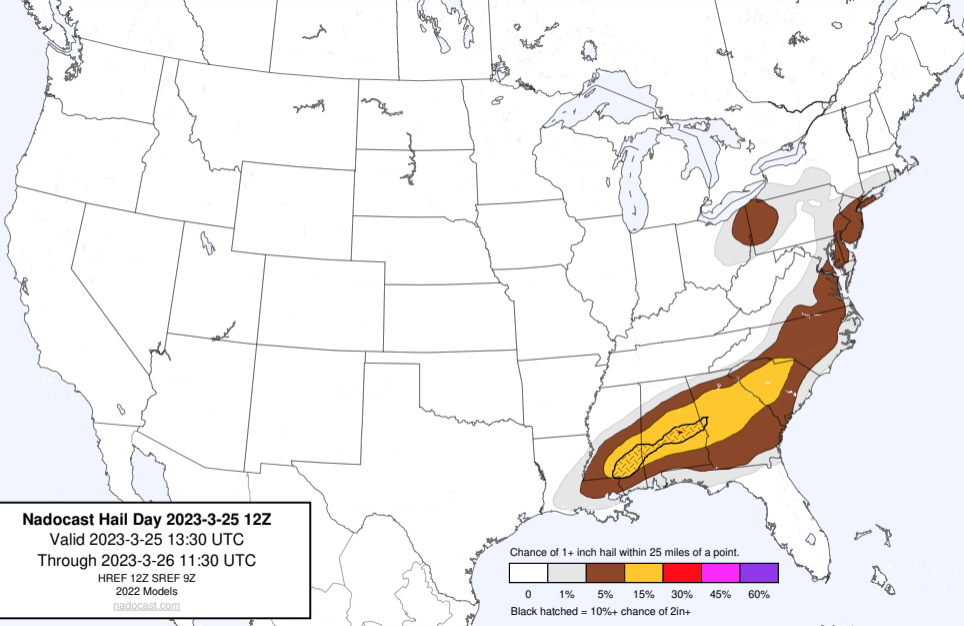 Nadocast Hail Day 2023-3-25 12Z
Valid 2023-3-25 13:30 UTC
Through 2023-3-26 11:30 UTC
HREF 12Z SREF 9Z
2022 Models
nadocast.com
Chance of 1+ inch hail within 25 miles of a point.
0 1% 5% 15% 30% 45% 60%
Black hatched = 10%+ chance of 2in+